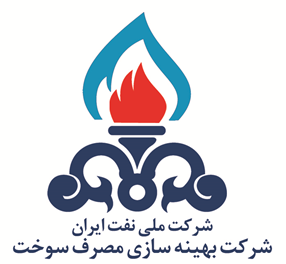 شرکت ملی نفت ایران
شرکت بهینه سازی مصرف سوخت